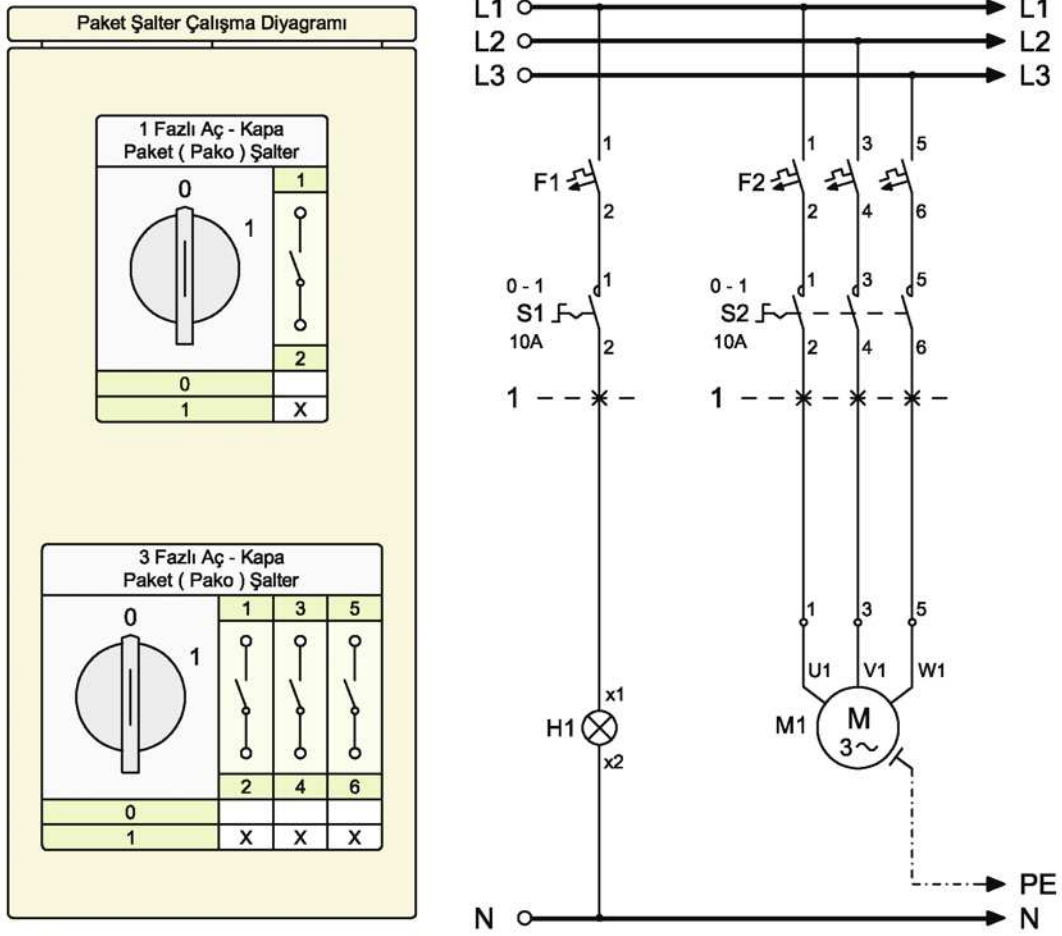 Paket Şalter Çalışma Diyagramı
1 Fazlı Aç - Kapa
Paket ( Pako ) Şalter
0
1
1
2
0
1 X
3 Fazlı Aç - Kapa
Paket ( Pako ) Şalter
0
1
1 3 5
2 4 6
0
1 X X X
L1 L1
L2 L2
L3 L3
1 1 3 5
F1 F2
2 2 4 6
0 - 1 1 0 - 1 1 3 5
S1 S2
10A 2 10A 2 4 6
1 1
1 3 5
U1 V1 W1
x1
H1 M1 M
3~
x2
PE
N N